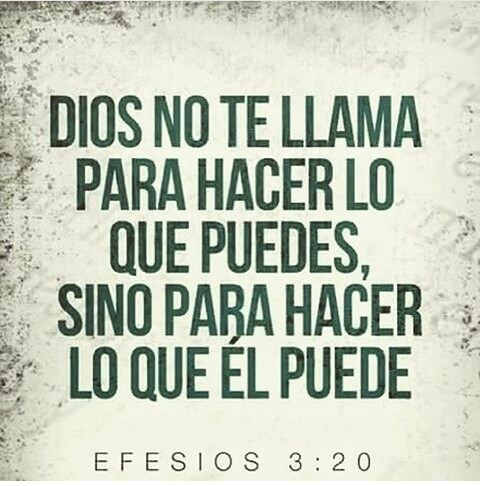 DIOS NO TE LLAMA
PARA HACER LO
QUE PUEDES,
SINO PARA HACER
LO QUE ÉL PUEDE
EFESIOS 3:20